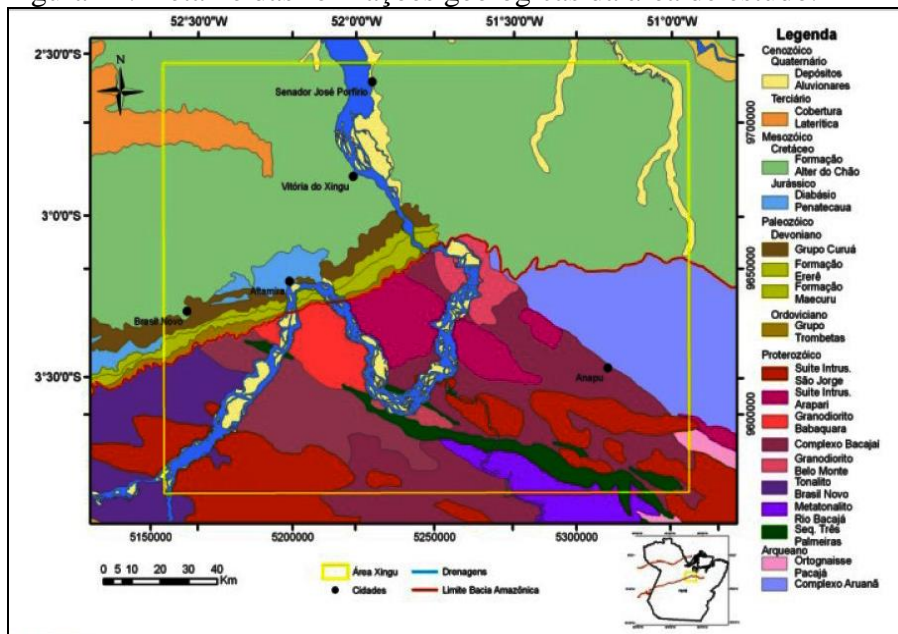 52°30'0"W
52°0'0"W
51°30'0"W
51°0'0"W
2°30'0"S
3°0'0"S
3°30'0"S
N
Senador José Porfírio
Vitória do Xingu
Altamira
Brasil Novo
Anapu
9700000
9650000
9600000
5150000
5200000
5250000
5300000
0 5 10 20 30 40
Km
Área Xingu
Cidades
Drenagens
Limite Bacia Amazônica
Legenda
Cenozóico
Quaternário
Depósitos
Aluvionares
Terciário
Cobertura
Laterítica
Mesozóico
Cretáceo
Formação
Alter do Chão
Jurássico
Diabásio
Penatecaua
Paleozóico
Devoniano
Grupo Curuá
Formação
Ererê
Formação
Maecuru
Ordoviciano
Grupo
Trombetas
Proterozóico
Suite Intrus.
São Jorge
Suite Intrus.
Arapari
Granodiorito
Babaquara
Complexo Bacajaí
Granodiorito
Belo Monte
Tonalito
Brasil Novo
Metatonalito
Rio Bacajá
Seq. Três
Palmeiras
Arqueano
Ortognaisse
Pacajá
Complexo Aruanã